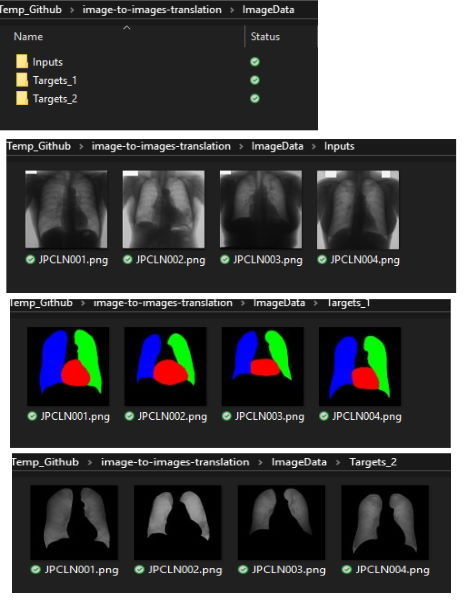 Temp_Github > image-to-images-translation > ImageData
Name Status
Inputs
Targets_1
Targets_2
Temp_Github > image-to-images-translation > ImageData > Inputs
JPCLN001.png JPCLN002.png JPCLN003.png JPCLN004.png
Temp_Github > image-to-images-translation > ImageData > Targets_1
JPCLN001.png JPCLN002.png JPCLN003.png JPCLN004.png
Temp_Github > image-to-images-translation > ImageData > Targets_2
JPCLN001.png JPCLN002.png JPCLN003.png JPCLN004.png